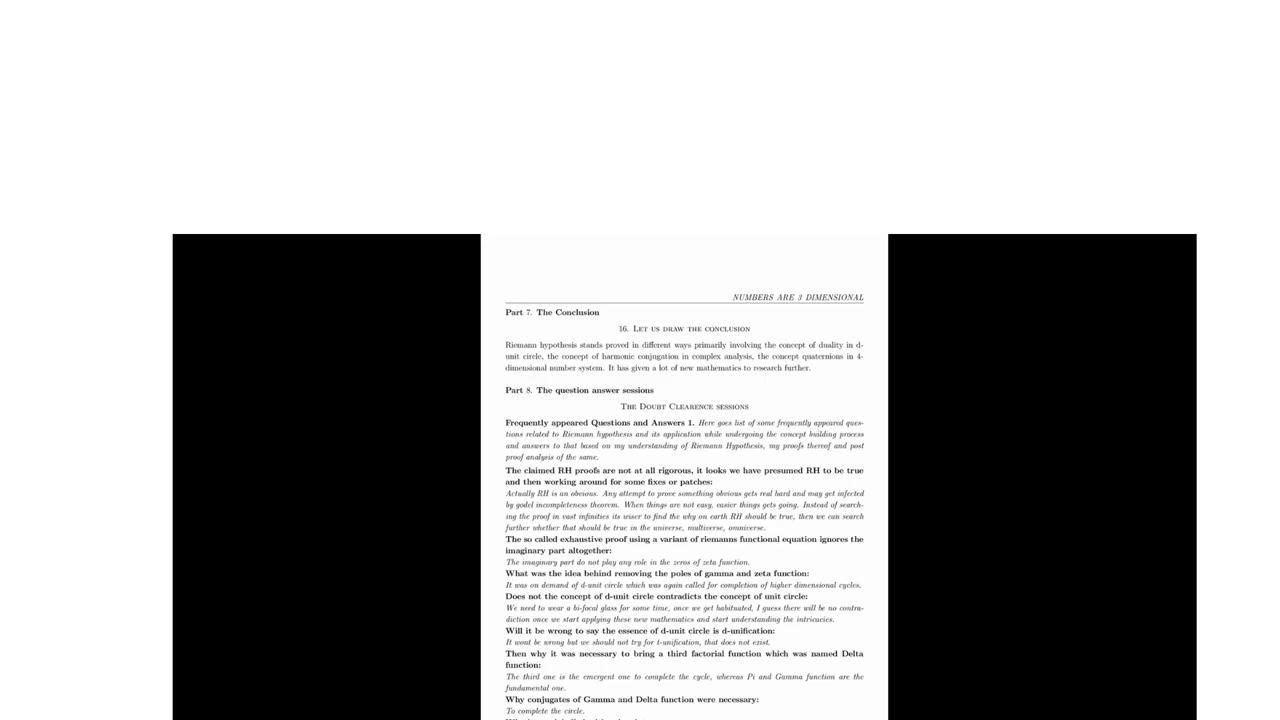 NUMBERS ARE 3 DIMENSIONAL
Part 7. The Conclusion
16. Let us draw the conclusion
Riemann hypothesis stands proved in different ways primarily involving the concept of duality in d-
unit circle, the concept of harmonic conjugation in complex analysis, the concept quaternions in 4-
dimensional number system. It has given a lot of new mathematics to research further.
Part 8. The question answer sessions
The Doubt Clearence sessions
Frequently appeared Questions and Answers 1. Here goes list of some frequently appeared ques-
tions related to Riemann hypothesis and its application while undergoing the concept building process
and answers to that based on my understanding of Riemann Hypothesis, my proofs thereof and post
proof analysis of the same.
The claimed RH proofs are not at all rigorous, it looks we have presumed RH to be true
and then working around for some fixes or patches:
Actually RH is an obvious. Any attempt to prove something obvious gets real hard and may get infected
by godel incompleteness theorem. When things are not easy, easier things gets going. Instead of search-
ing the proof in vast infinities its wiser to find the why on earth RH should be true, then we can search
further whether that should be true in the universe, multiverse, omniverse.
The so called exhaustive proof using a variant of riemanns functional equation ignores the
imaginary part altogether:
The imaginary part do not play any role in the zeros of zeta function.
What was the idea behind removing the poles of gamma and zeta function:
It was on demand of d-unit circle which was again called for completion of higher dimensional cycles.
Does not the concept of d-unit circle contradicts the concept of unit circle:
We need to wear a bi-focal glass for some time, once we get habituated, I guess there will be no contra-
diction once we start applying these new mathematics and start understanding the intricacies.
Will it be wrong to say the essence of d-unit circle is d-unification:
It wont be wrong but we should not try for t-unification, that does not exist.
Then why it was necessary to bring a third factorial function which was named Delta
function:
The third one is the emergent one to complete the cycle, whereas Pi and Gamma function are the
fundamental one.
Why conjugates of Gamma and Delta function were necessary:
To complete the circle.